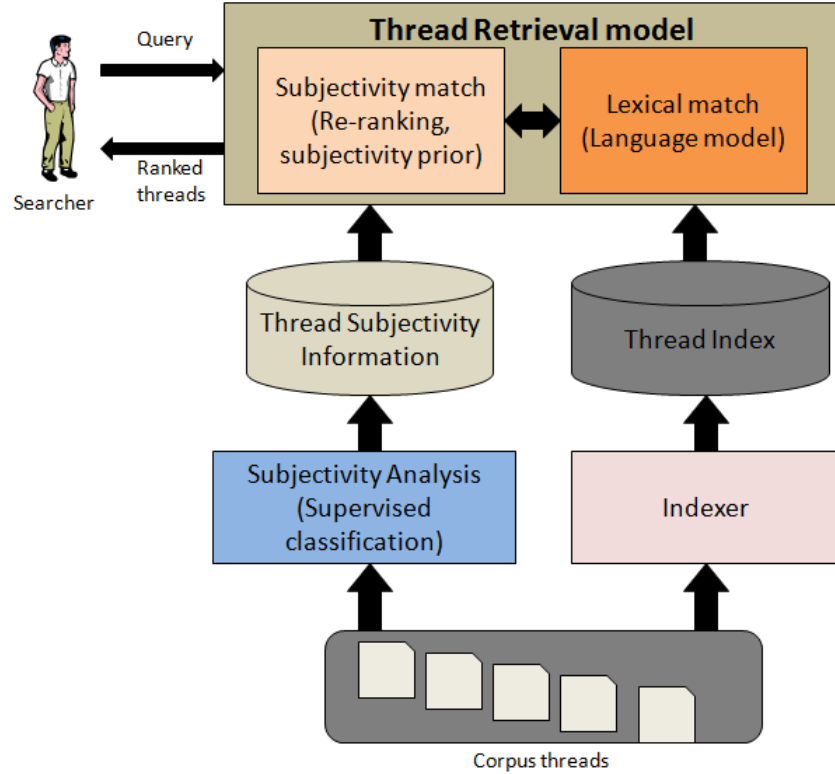 Thread Retrieval model
Query
Ranked
threads
Searcher
Subjectivity match
(Re-ranking,
subjectivity prior)
Lexical match
(Language model)
Thread Subjectivity
Information
Thread Index
Subjectivity Analysis
(Supervised
classification)
Indexer
Corpus threads